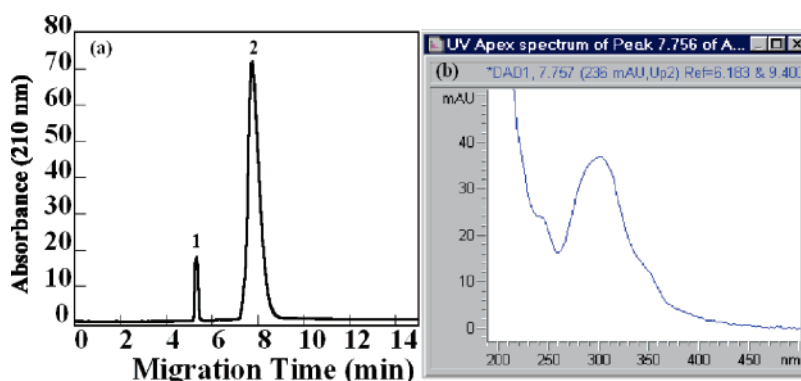 80
(a)
2
70
60
50
40
30
1
20
10
0
0 2 4 6 8 10 12 14
Absorbance (210 nm)
Migration Time (min)
UV Apex spectrum of Peak 7.756 of A...
(b)
*DAD1, 7.757 (236 mAU,Up2) Ref=6.183 & 9.403
mAU
40
30
20
10
0
200 250 300 350 400 450 nm